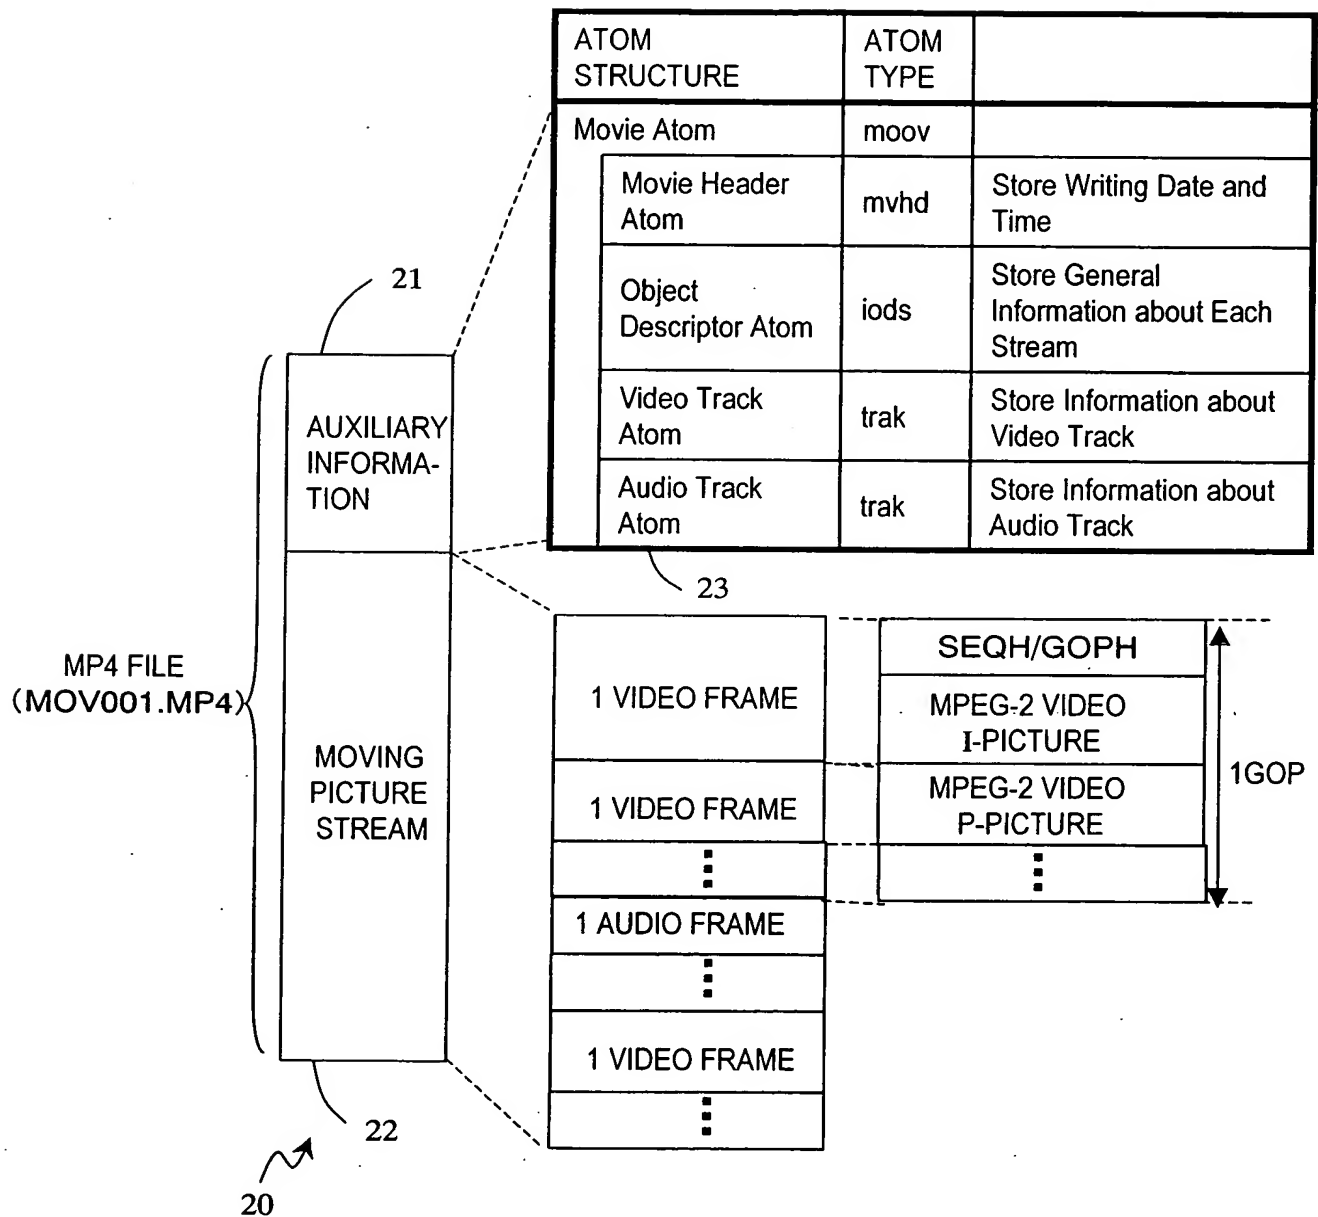 ATOM STRUCTURE
ATOM TYPE
Movie Atom
moov
Movie Header Atom
mvhd
Store Writing Date and Time
Object Descriptor Atom
iods
Store General Information about Each Stream
Video Track Atom
trak
Store Information about Video Track
Audio Track Atom
trak
Store Information about Audio Track
23
21
AUXILIARY
INFORMA-
TION
MP4 FILE
(MOV001.MP4)
MOVING
PICTURE
STREAM
22
20
1 VIDEO FRAME
1 VIDEO FRAME
1 AUDIO FRAME
1 VIDEO FRAME
SEQH/GOPH
MPEG-2 VIDEO
I-PICTURE
MPEG-2 VIDEO
P-PICTURE
1GOP